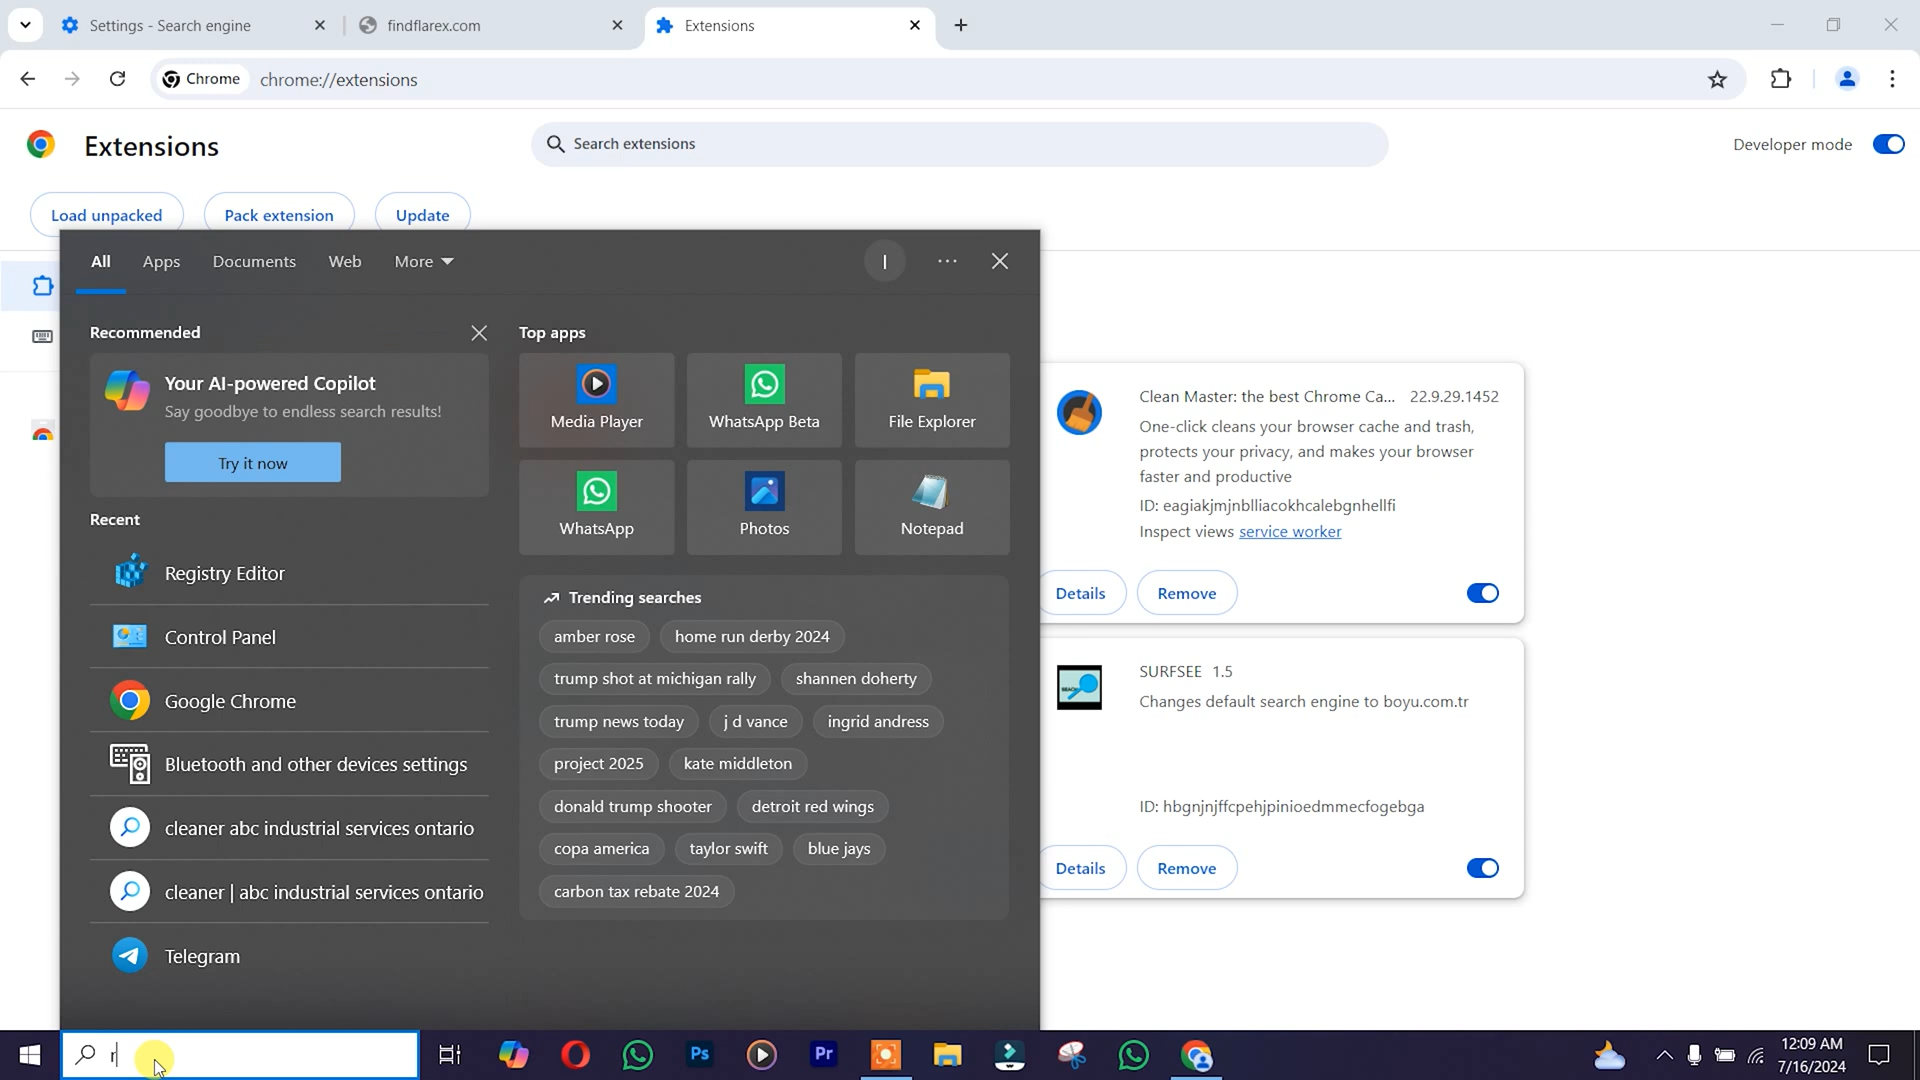 Settings - Search engine
findflarex.com
Extensions
Chrome
chrome://extensions
Extensions
Search extensions
Developer mode
Load unpacked
Pack extension
Update
All
Apps
Documents
Web
More
I
Recommended
Your AI-powered Copilot
Say goodbye to endless search results!
Try it now
Recent
Registry Editor
Control Panel
Google Chrome
Bluetooth and other devices settings
cleaner abc industrial services ontario
cleaner | abc industrial services ontario
Telegram
Top apps
Media Player
WhatsApp Beta
File Explorer
WhatsApp
Photos
Notepad
Trending searches
amber rose
home run derby 2024
trump shot at michigan rally
shannen doherty
trump news today
j d vance
ingrid andress
project 2025
kate middleton
donald trump shooter
detroit red wings
copa america
taylor swift
blue jays
carbon tax rebate 2024
Clean Master: the best Chrome Ca... 22.9.29.1452
One-click cleans your browser cache and trash,
protects your privacy, and makes your browser
faster and productive
ID: eagiakjmjnblliacokhcalebgnhellfi
Inspect views service worker
Details
Remove
SURFSEE 1.5
Changes default search engine to boyu.com.tr
ID: hbgnjnjffcpehjpinioedmmecfogebga
Details
Remove
r
Ps
Pr
12:09 AM
7/16/2024